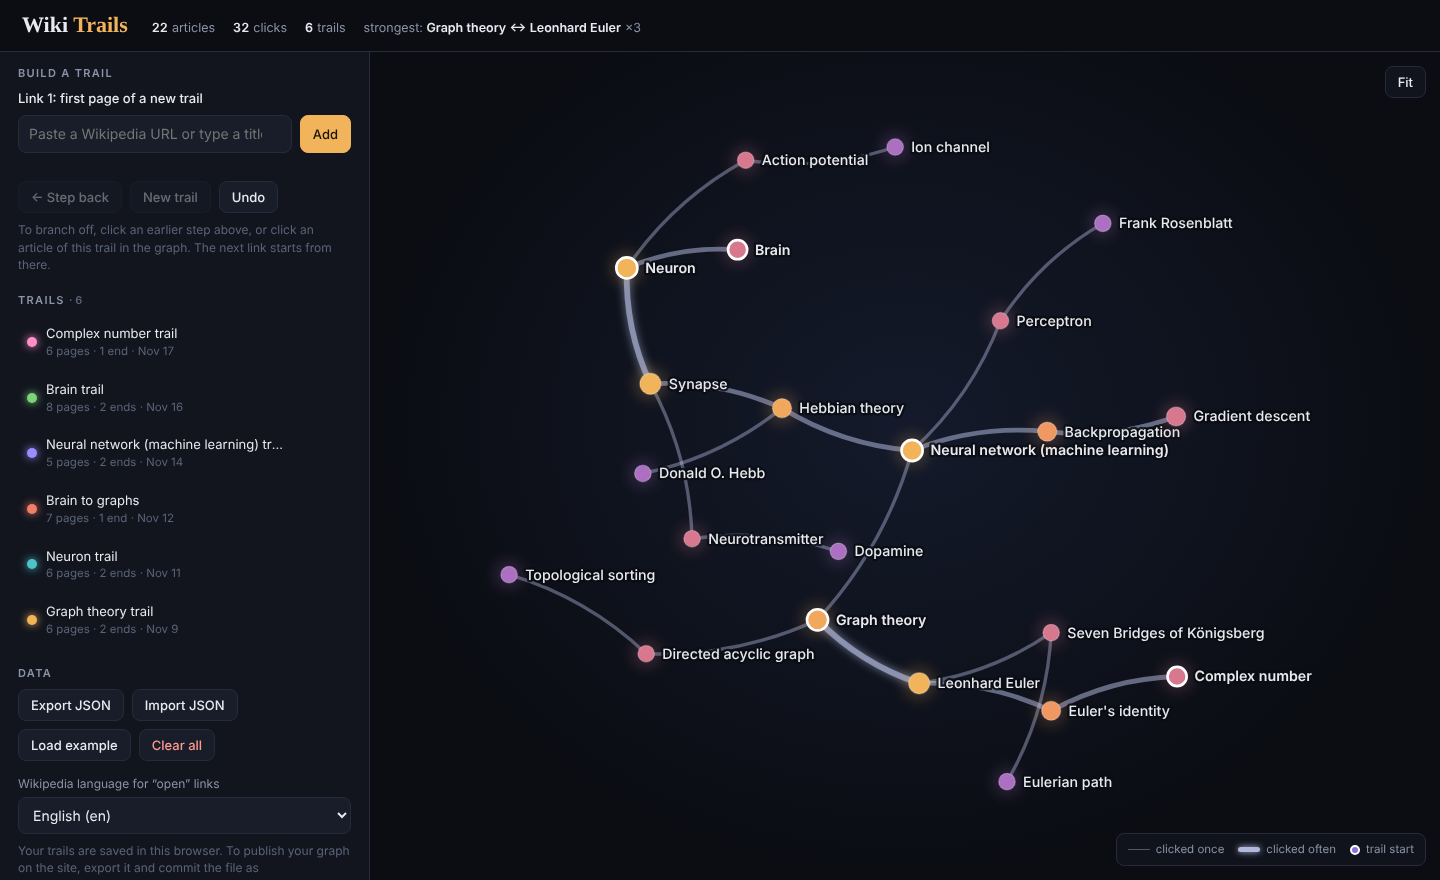 Wiki Trails
22 articles 32 clicks 6 trails strongest: Graph theory ↔ Leonhard Euler ×3
BUILD A TRAIL
Link 1: first page of a new trail
Paste a Wikipedia URL or type a title
Add
← Step back
New trail
Undo
To branch off, click an earlier step above, or click an
article of this trail in the graph. The next link starts from
there.
TRAILS · 6
Complex number trail
6 pages · 1 end · Nov 17
Brain trail
8 pages · 2 ends · Nov 16
Neural network (machine learning) tr...
5 pages · 2 ends · Nov 14
Brain to graphs
7 pages · 1 end · Nov 12
Neuron trail
6 pages · 2 ends · Nov 11
Graph theory trail
6 pages · 2 ends · Nov 9
DATA
Export JSON
Import JSON
Load example
Clear all
Wikipedia language for “open” links
English (en)
Your trails are saved in this browser. To publish your graph
on the site, export it and commit the file as
Fit
Ion channel
Action potential
Frank Rosenblatt
Brain
Neuron
Perceptron
Synapse
Hebbian theory
Gradient descent
Backpropagation
Neural network (machine learning)
Donald O. Hebb
Neurotransmitter
Dopamine
Topological sorting
Graph theory
Seven Bridges of Königsberg
Directed acyclic graph
Complex number
Leonhard Euler
Euler's identity
Eulerian path
clicked once
clicked often
trail start